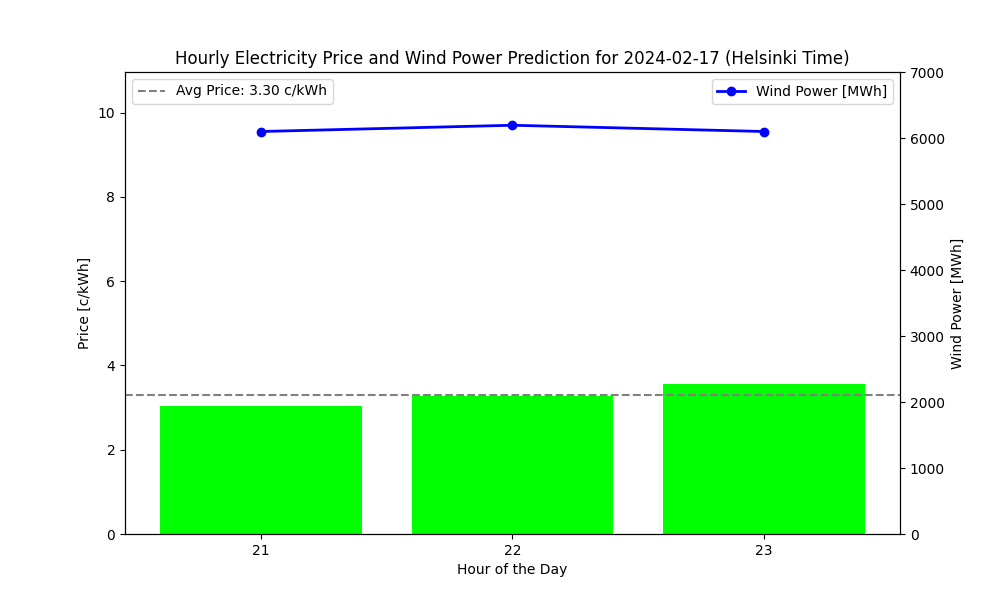 Hourly Electricity Price and Wind Power Prediction for 2024-02-17 (Helsinki Time)
Avg Price: 3.30 c/kWh
Wind Power [MWh]
10
8
6
4
2
0
Price [c/kWh]
7000
6000
5000
4000
3000
2000
1000
0
Wind Power [MWh]
21 22 23
Hour of the Day